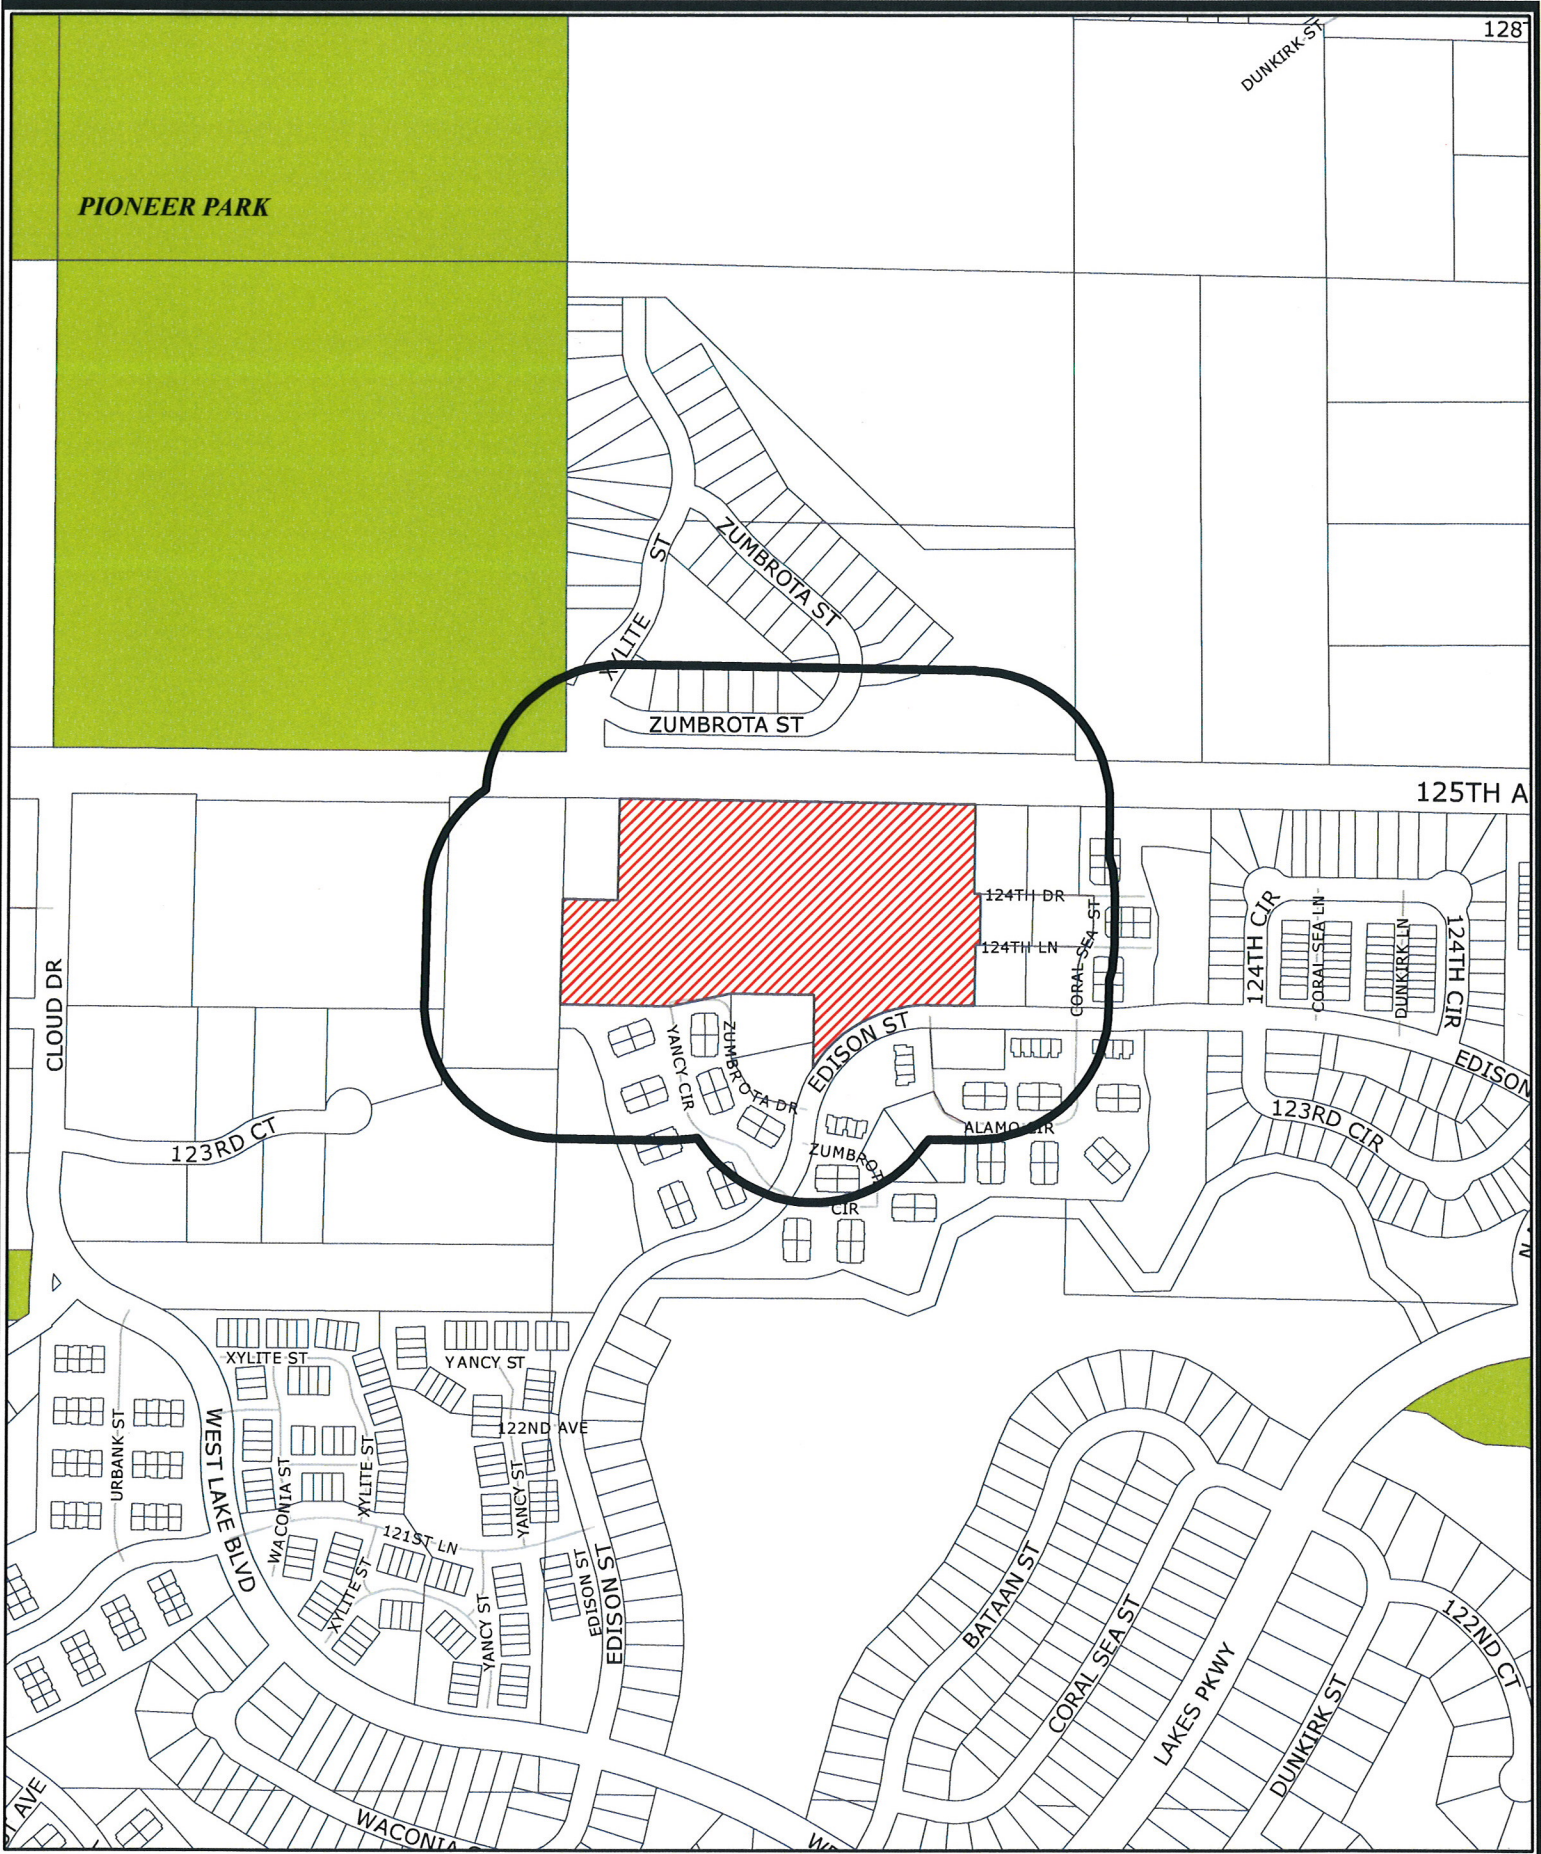 128
DUNKIRK ST
PIONEER PARK
ZUMBROTA ST
XYLITE ST
ZUMBROTA ST
125TH A
124TH DR
124TH LN
CORAL SEA ST
124TH CIR
CORAL SEA LN
DUNKIRK LN
124TH CIR
CLOUD DR
EDISON ST
YANCY CIR
ZUMBROTA DR
EDISON
123RD CT
123RD CIR
ALAMO CIR
ZUMBROTA
CIR
XYLITE ST
YANCY ST
122ND AVE
URBANK ST
WEST LAKE BLVD
WACONIA ST
XYLITE ST
YANCY ST
121ST LN
XYLITE ST
EDISON ST
EDISON ST
YANCY ST
BATAAN ST
CORAL SEA ST
LAKES PKWY
DUNKIRK ST
122ND CT
AVE
WACONIA